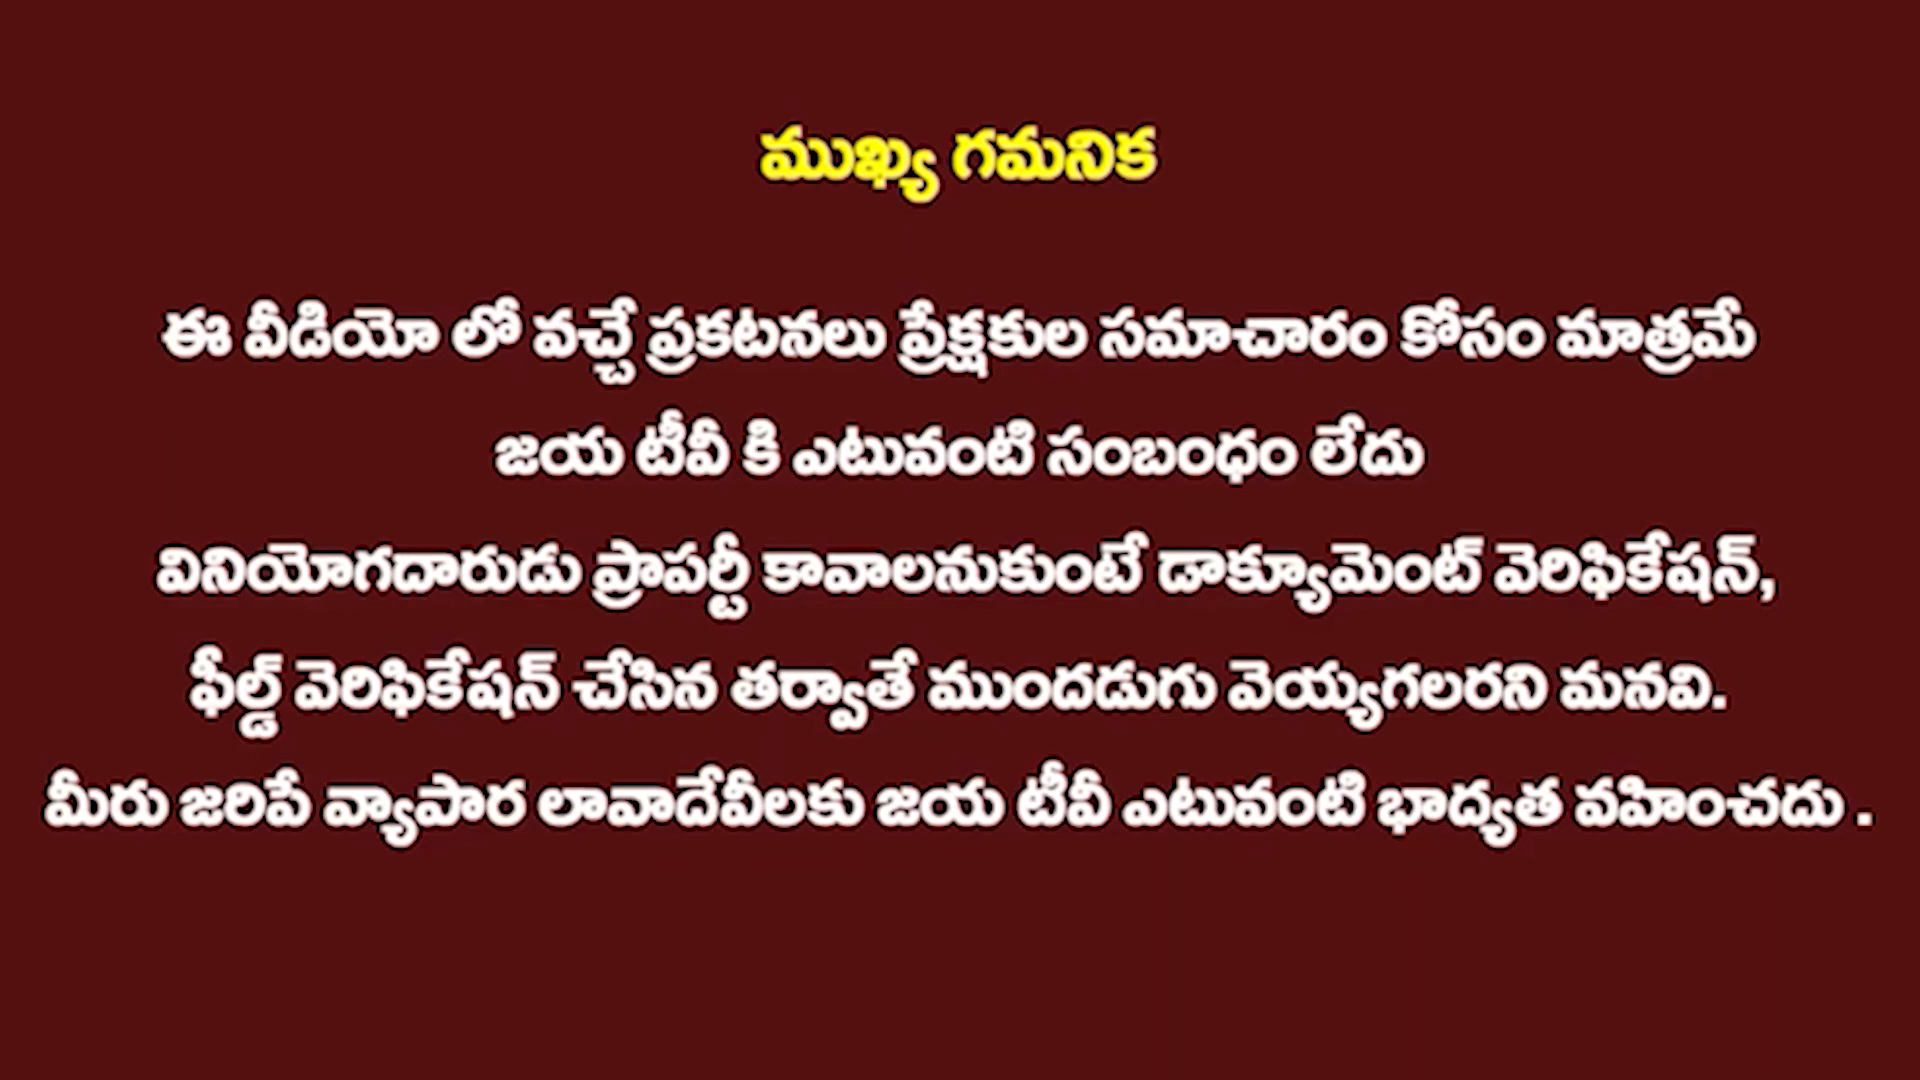 ముఖ్య గమనిక
ఈ వీడియో లో వచ్చే ప్రకటనలు ప్రేక్షకుల సమాచారం కోసం మాత్రమే
జయ టీవీ కి ఎటువంటి సంబంధం లేదు
వినియోగదారుడు ప్రాపర్టీ కావాలనుకుంటే డాక్యూమెంట్ వెరిఫికేషన్,
ఫీల్డ్ వెరిఫికేషన్ చేసిన తర్వాతే ముందడుగు వెయ్యగలరని మనవి.
మీరు జరిపే వ్యాపార లావాదేవీలకు జయ టీవీ ఎటువంటి భాద్యత వహించదు .